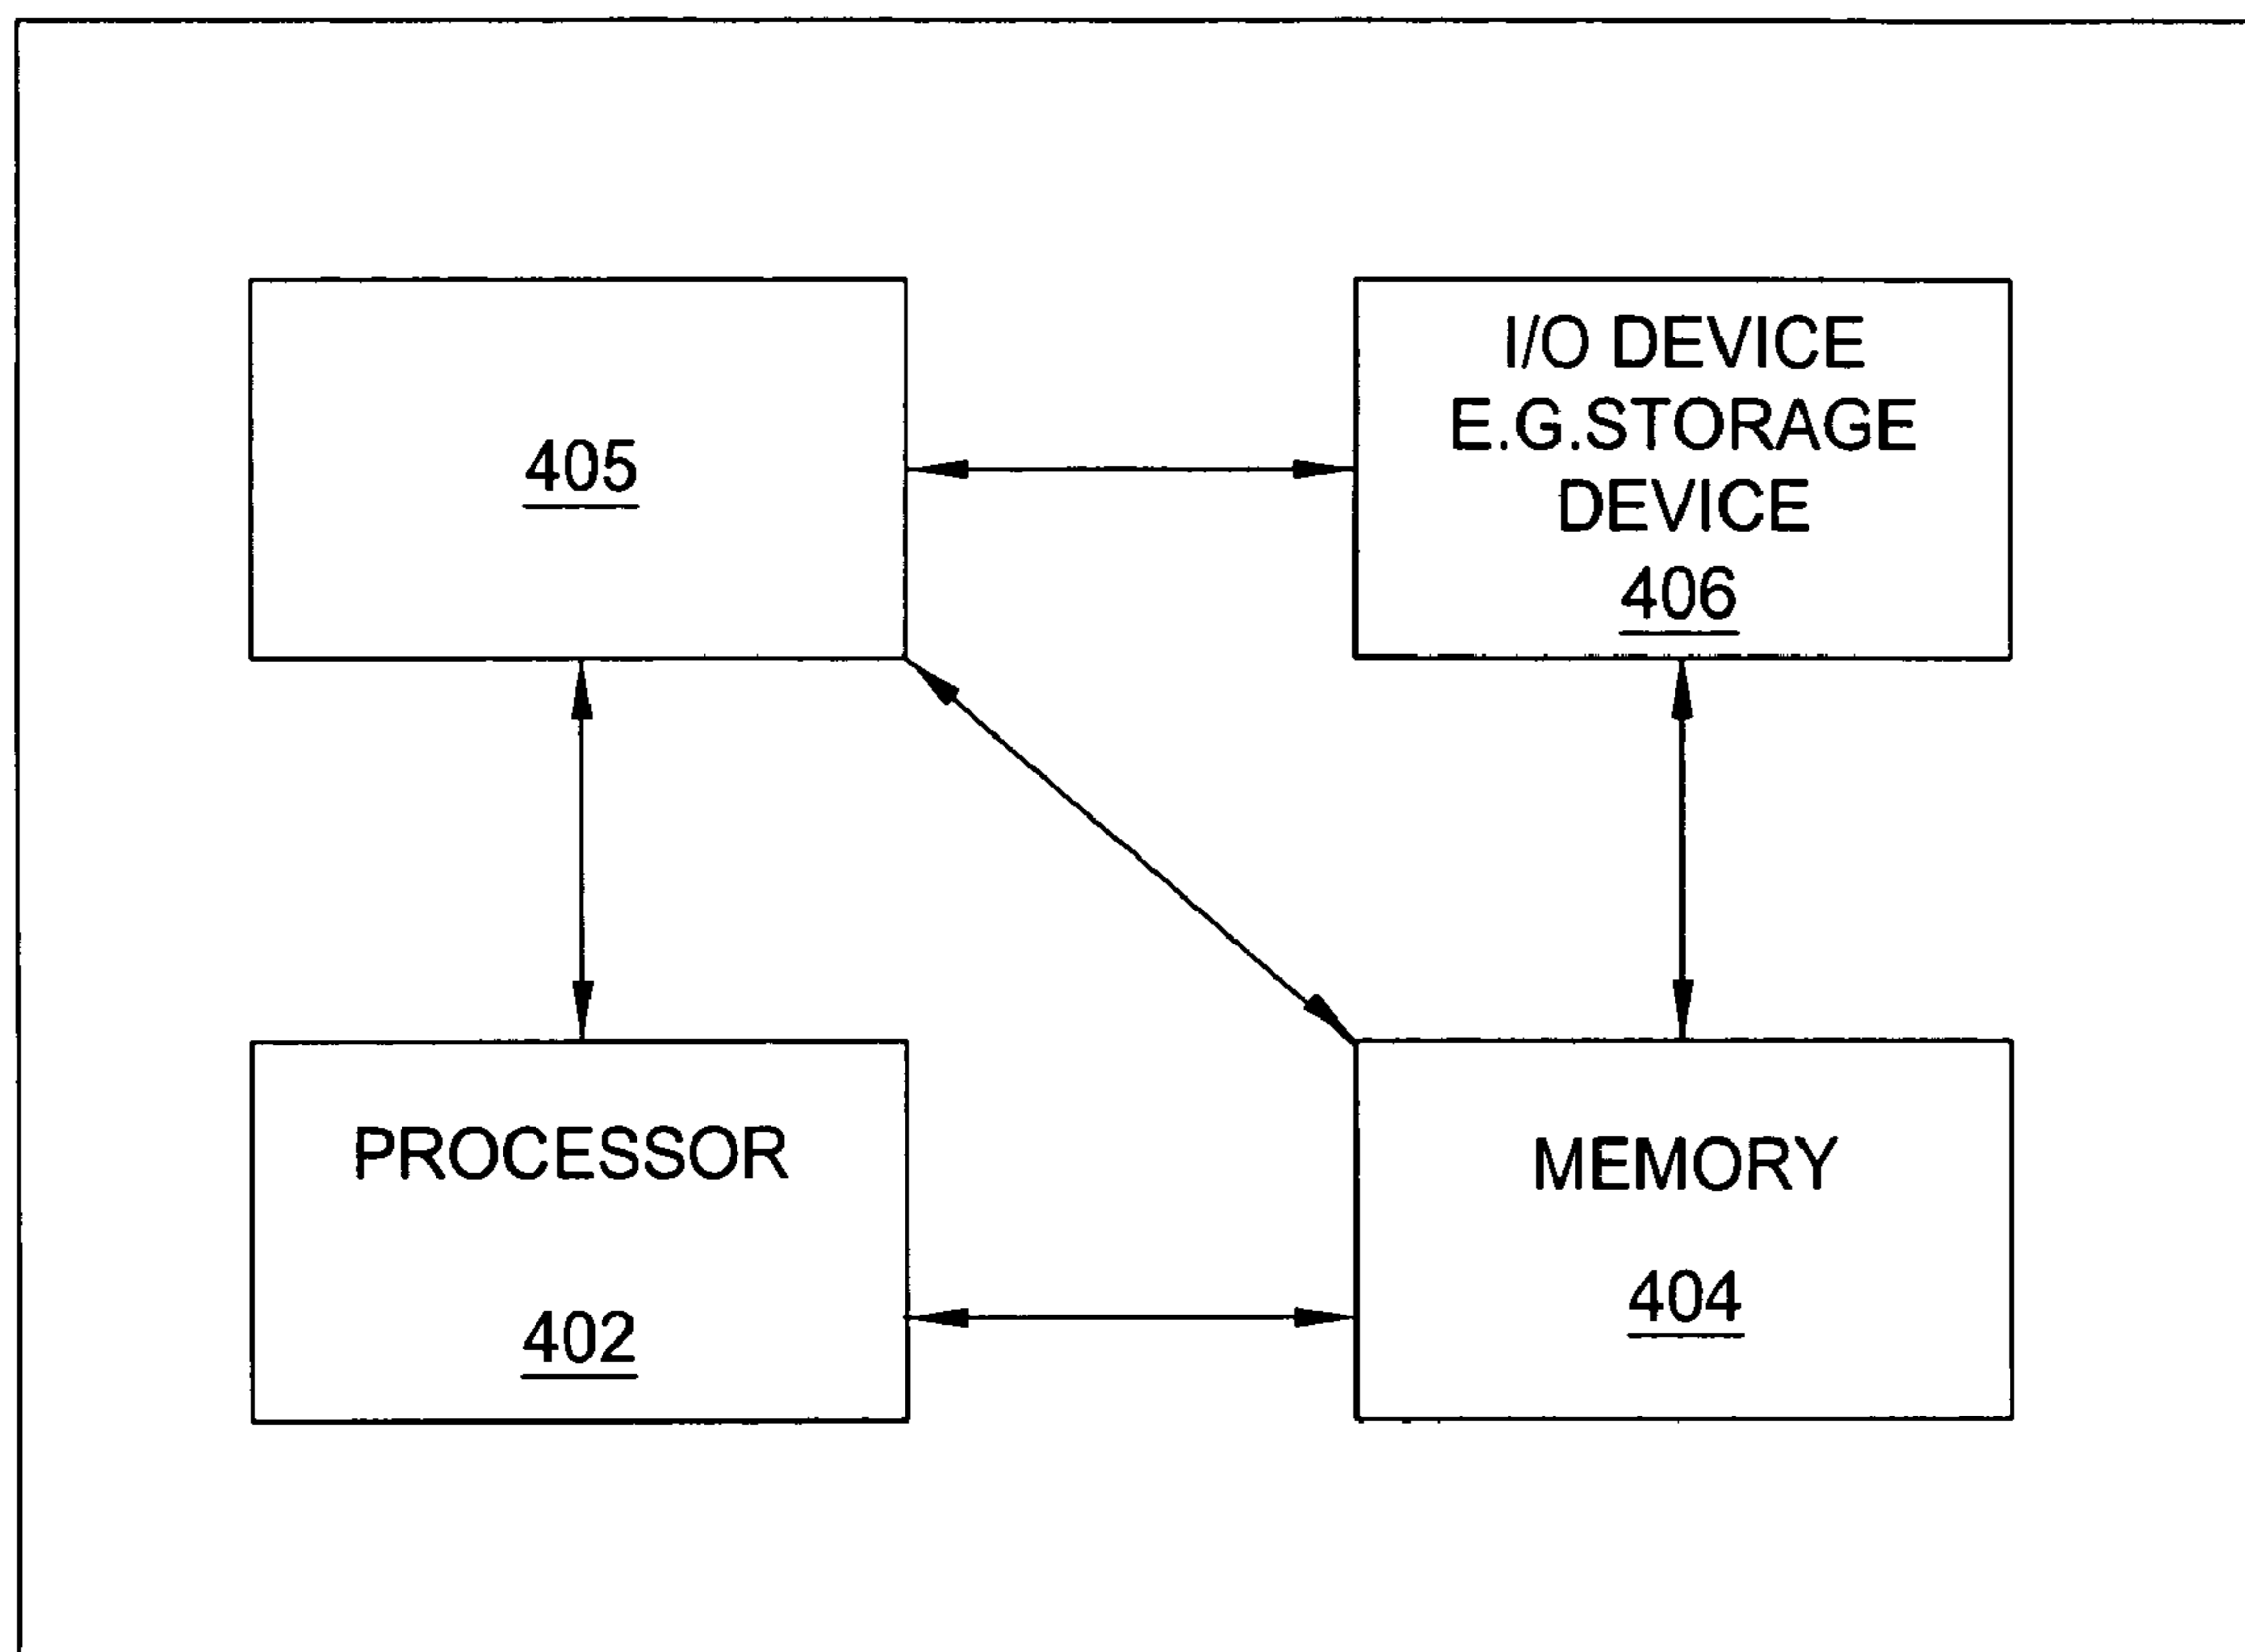 405
I/O DEVICE
E.G.STORAGE
DEVICE
406
PROCESSOR
402
MEMORY
404